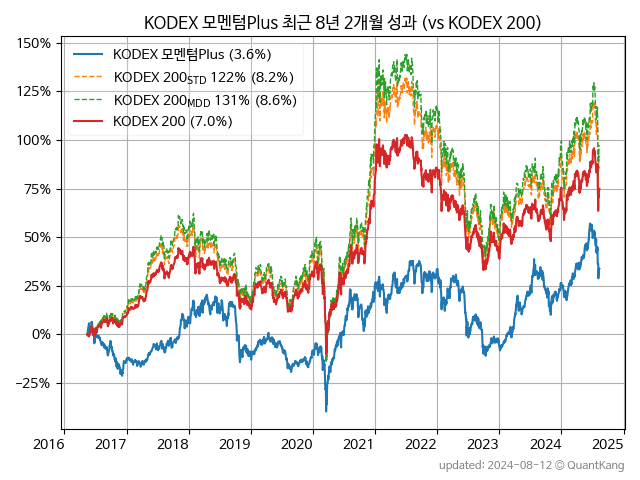 KODEX 모멘텀Plus 최근 8년 2개월 성과 (vs KODEX 200)
150%
125%
100%
75%
50%
25%
0%
−25%
KODEX 모멘텀Plus (3.6%)
KODEX 200STD 122% (8.2%)
KODEX 200MDD 131% (8.6%)
KODEX 200 (7.0%)
2016 2017 2018 2019 2020 2021 2022 2023 2024 2025
updated: 2024-08-12 © QuantKang